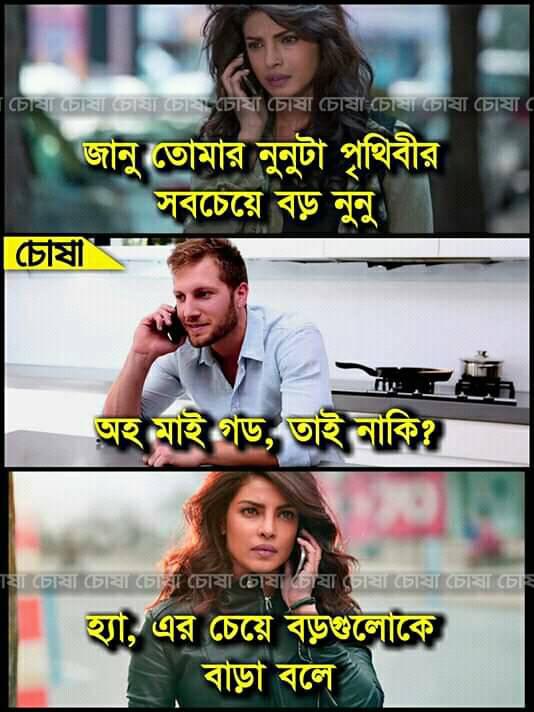 চোষা চোষা চোষা চোষা চোষা চোষা চোষা চোষা চোষা চোষা
জানু তোমার নুনুটা পৃথিবীর
সবচেয়ে বড় নুনু
চোষা
অহ মাই গড, তাই নাকি?
চোষা চোষা চোষা চোষা চোষা চোষা চোষা চোষা চোষা চোষা
হ্যা, এর চেয়ে বড়গুলোকে
বাড়া বলে